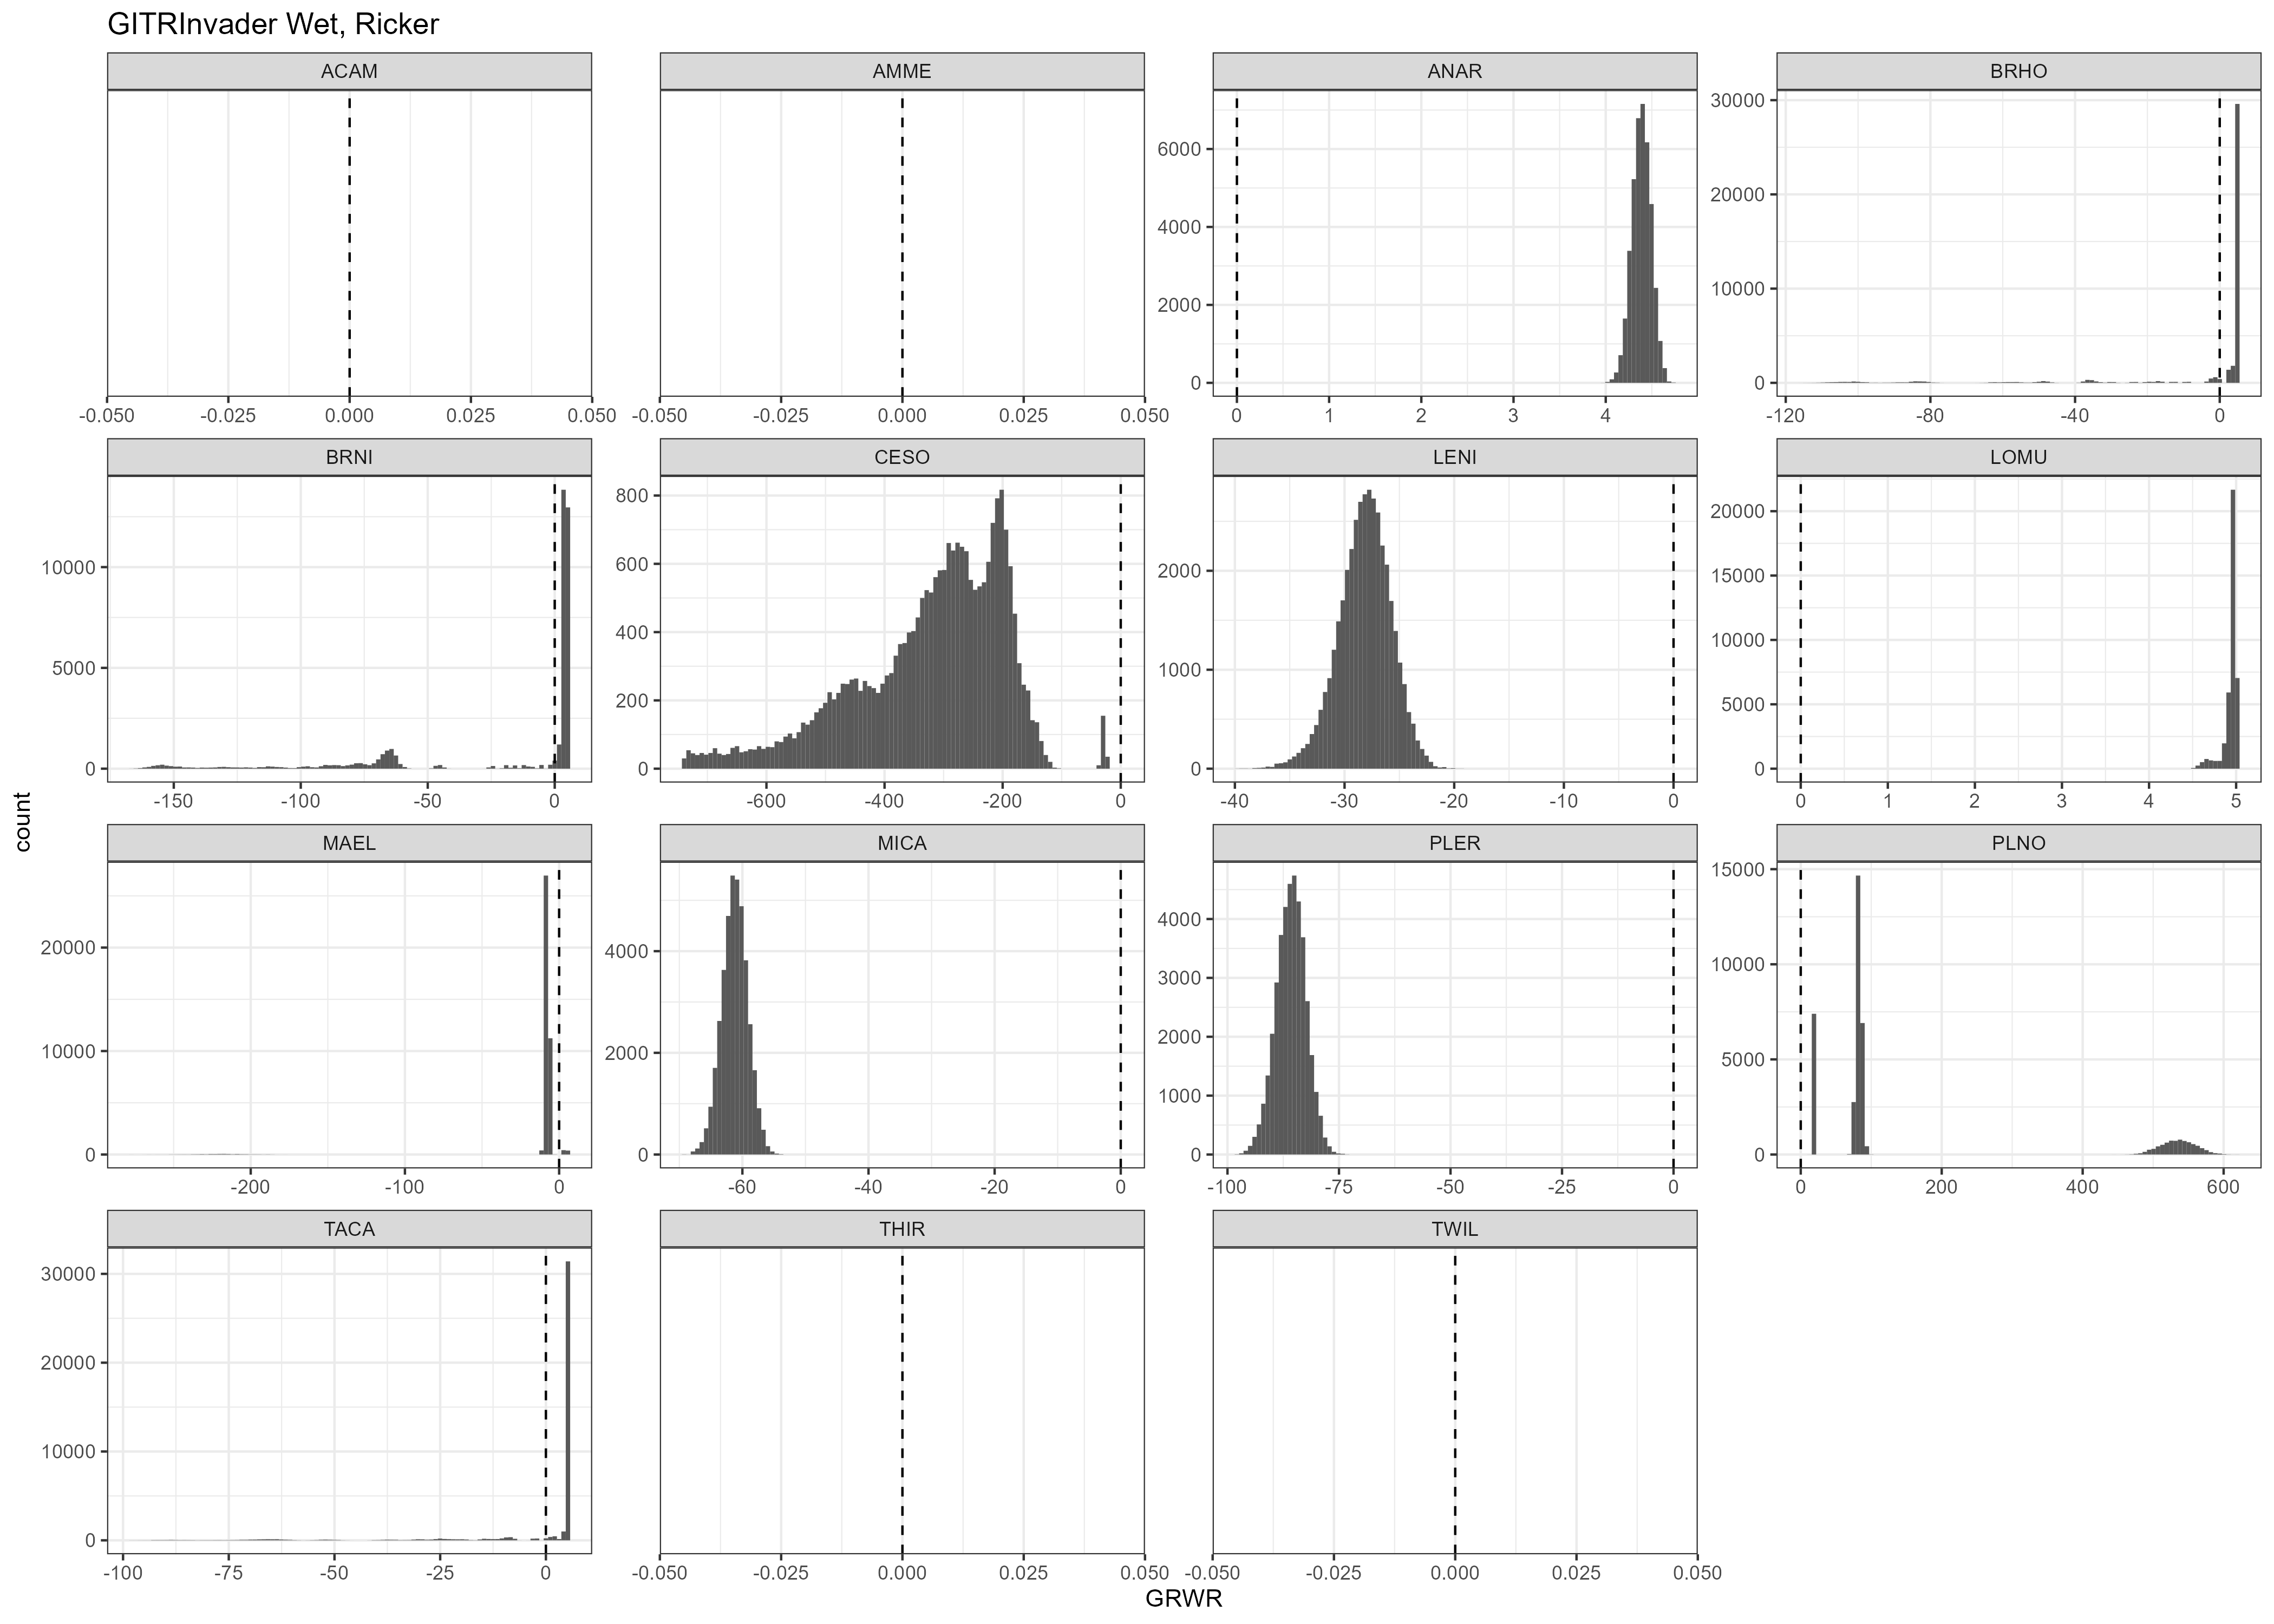 GITRInvader Wet, Ricker
ACAM AMME ANAR BRHO
30000
6000
20000
4000
10000
2000
0 0
-0.050 -0.025 0.000 0.025 0.050 -0.050 -0.025 0.000 0.025 0.050 0 1 2 3 4 -120 -80 -40 0
BRNI CESO LENI LOMU
800
20000
600 2000 15000
10000
400 10000
5000 1000
200 5000
0 0 0 0
-150 -100 -50 0 -600 -400 -200 0 -40 -30 -20 -10 0 0 1 2 3 4 5
count
MAEL MICA PLER PLNO
15000
20000 4000 4000
3000 10000
10000 2000 2000
1000 5000
0 0 0 0
-200 -100 0 -60 -40 -20 0 -100 -75 -50 -25 0 0 200 400 600
TACA THIR TWIL
30000
20000
10000
0
-100 -75 -50 -25 0 -0.050 -0.025 0.000 0.025 0.050 -0.050 -0.025 0.000 0.025 0.050
GRWR